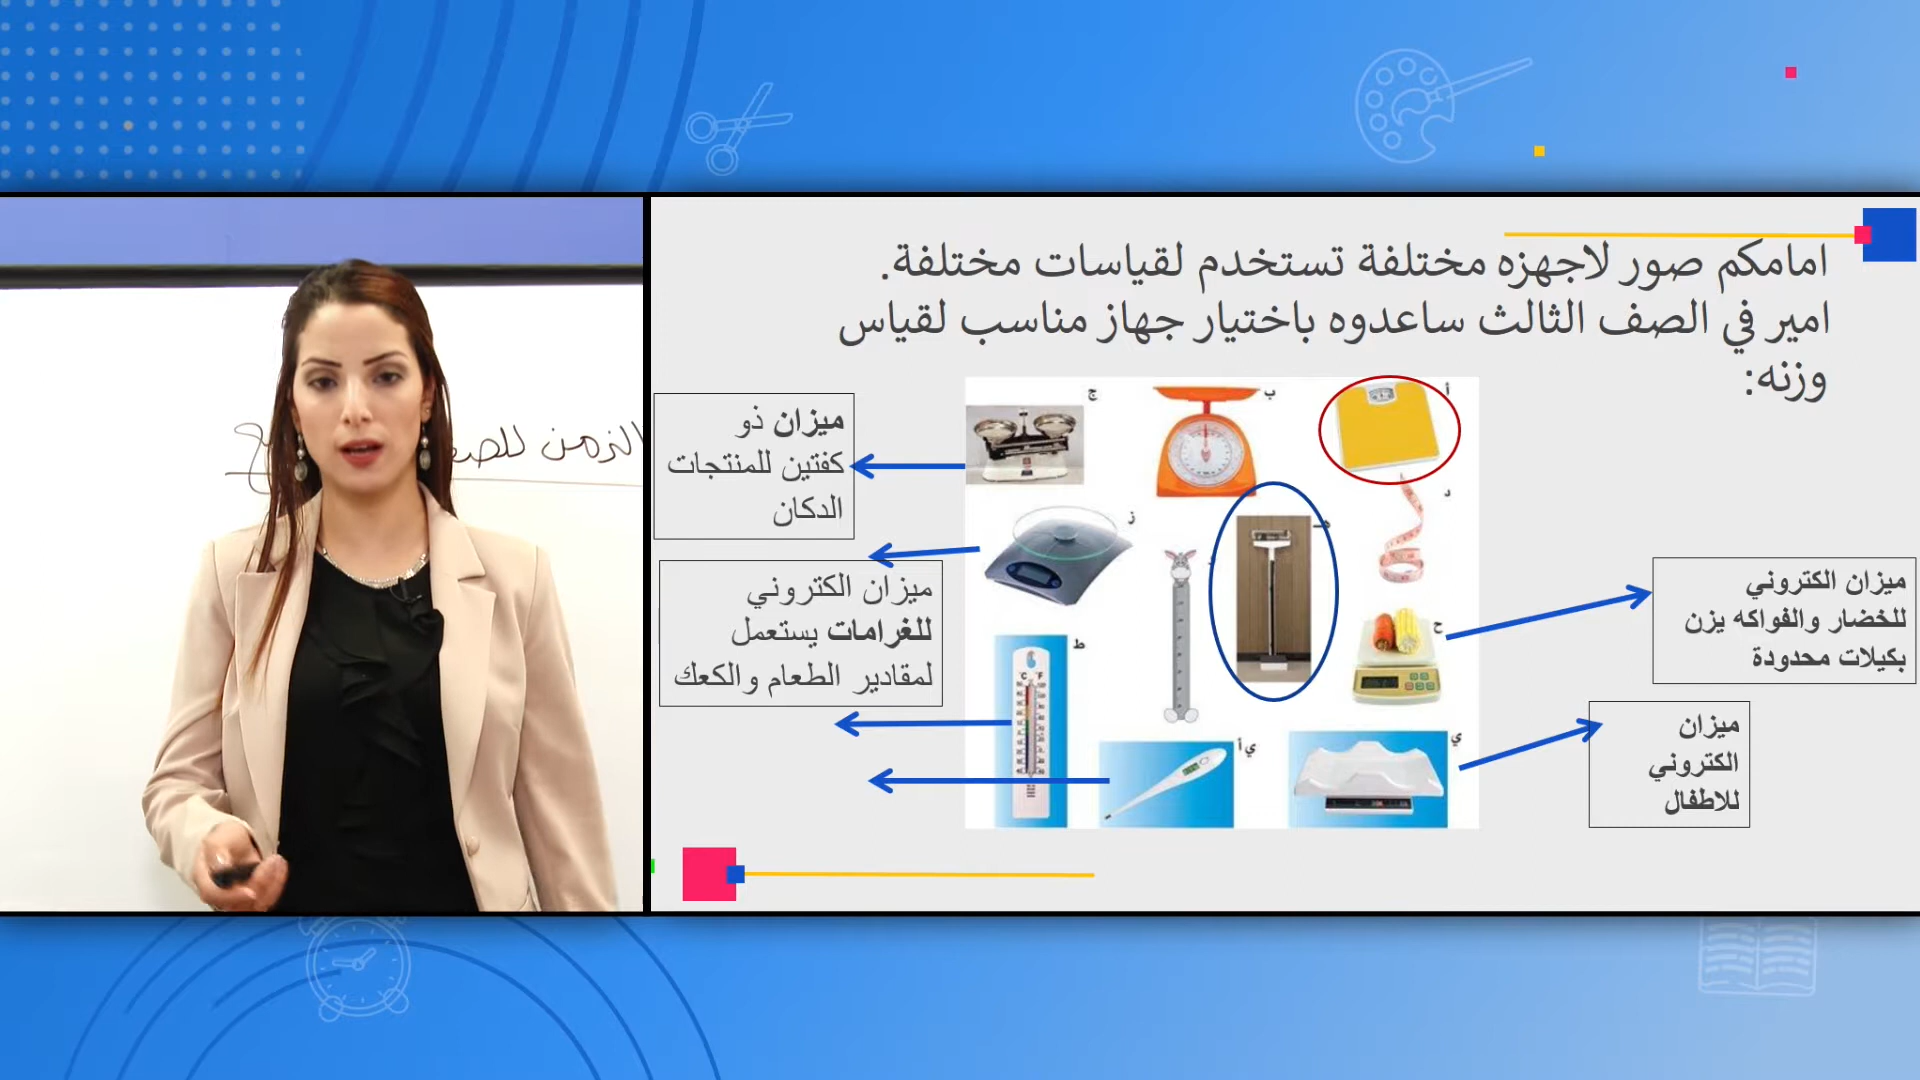 امامكم صور لاجهزه مختلفة تستخدم لقياسات مختلفة.
امير في الصف الثالث ساعدوه باختيار جهاز مناسب لقياس
وزنه:
أ
ب
ج
د
هـ
ز
ح
ط
ي
ي أ
C F
ميزان ذو
كفتين للمنتجات
الدكان
ميزان الكتروني
للغرامات يستعمل
لمقادير الطعام والكعك
ميزان الكتروني
للخضار والفواكه يزن
بكيلات محدودة
ميزان
الكتروني
للاطفال
الزمن للصف